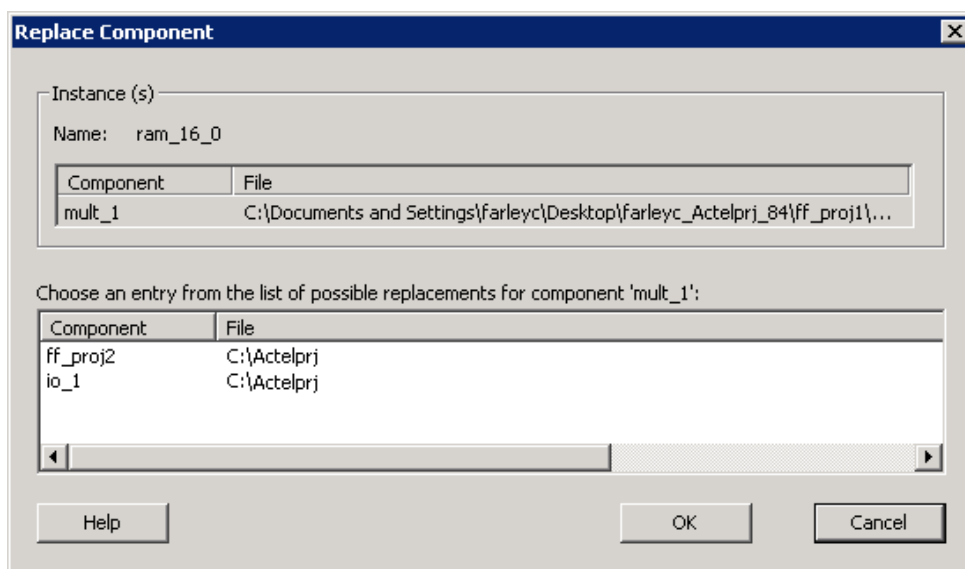 Replace Component
Instance (s)
Name: ram_16_0
Component File
mult_1 C:\Documents and Settings\farleyc\Desktop\farleyc_Actelprj_84\ff_proj1\...
Choose an entry from the list of possible replacements for component 'mult_1':
Component File
ff_proj2 C:\Actelprj
io_1 C:\Actelprj
Help OK Cancel